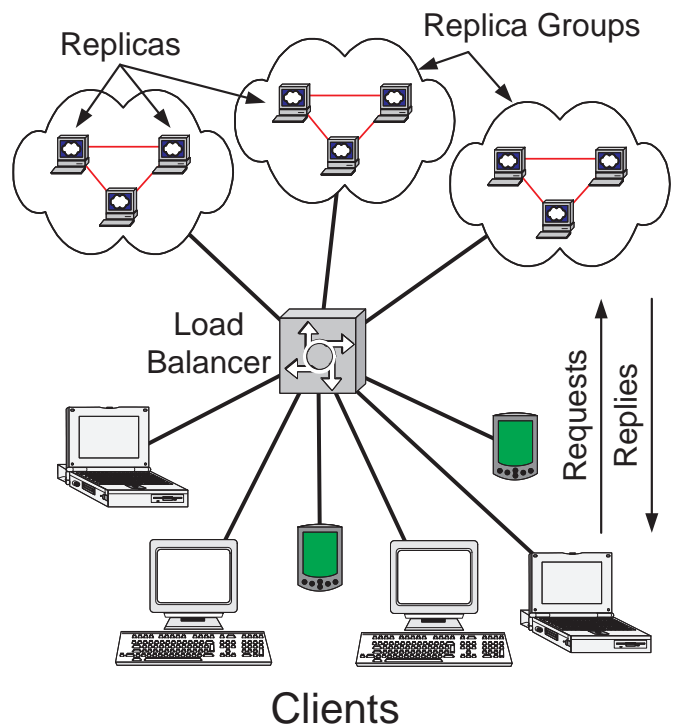 Replicas
Replica Groups
Load
Balancer
Requests
Replies
Clients